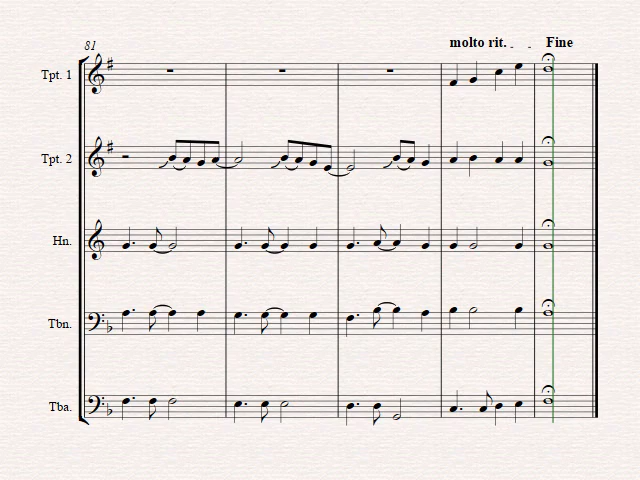 molto rit. _ _ Fine
81
Tpt. 1
Tpt. 2
Hn.
Tbn.
Tba.